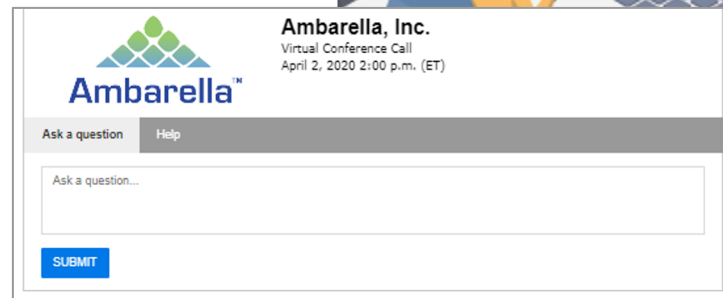 Ambarella, Inc.
Virtual Conference Call
April 2, 2020 2:00 p.m. (ET)
Ambarella™
Ask a question
Help
Ask a question...
SUBMIT